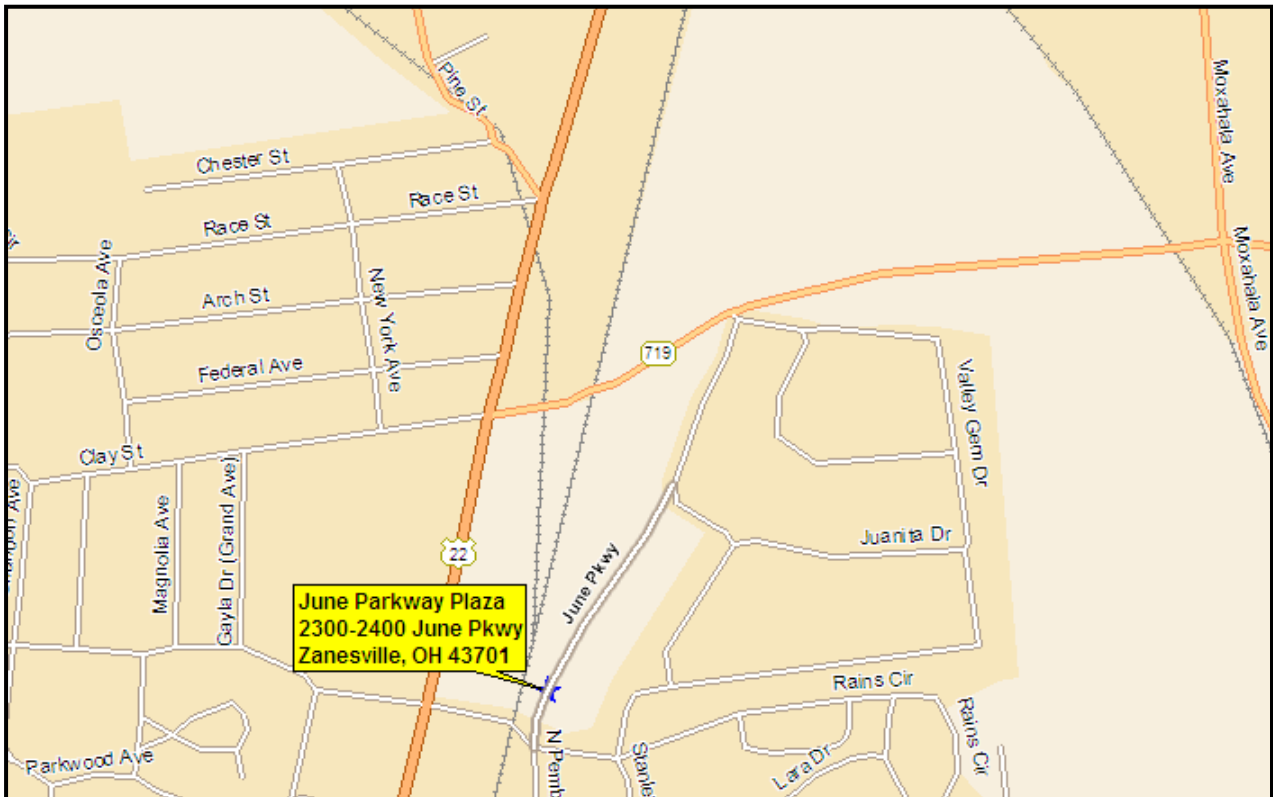 Pine St
Moxahala Ave
Chester St
Race St
Race St
Moxahala Ave
Osceola Ave
Arch St
New York Ave
719
Federal Ave
Valley Gem Dr
Clay St
Magnolia Ave
Gayla Dr (Grand Ave)
22
Juanita Dr
June Pkwy
June Parkway Plaza
2300-2400 June Pkwy
Zanesville, OH 43701
Rains Cir
Rains Cir
N Pemb
Stanle
Lara Dr
Parkwood Ave